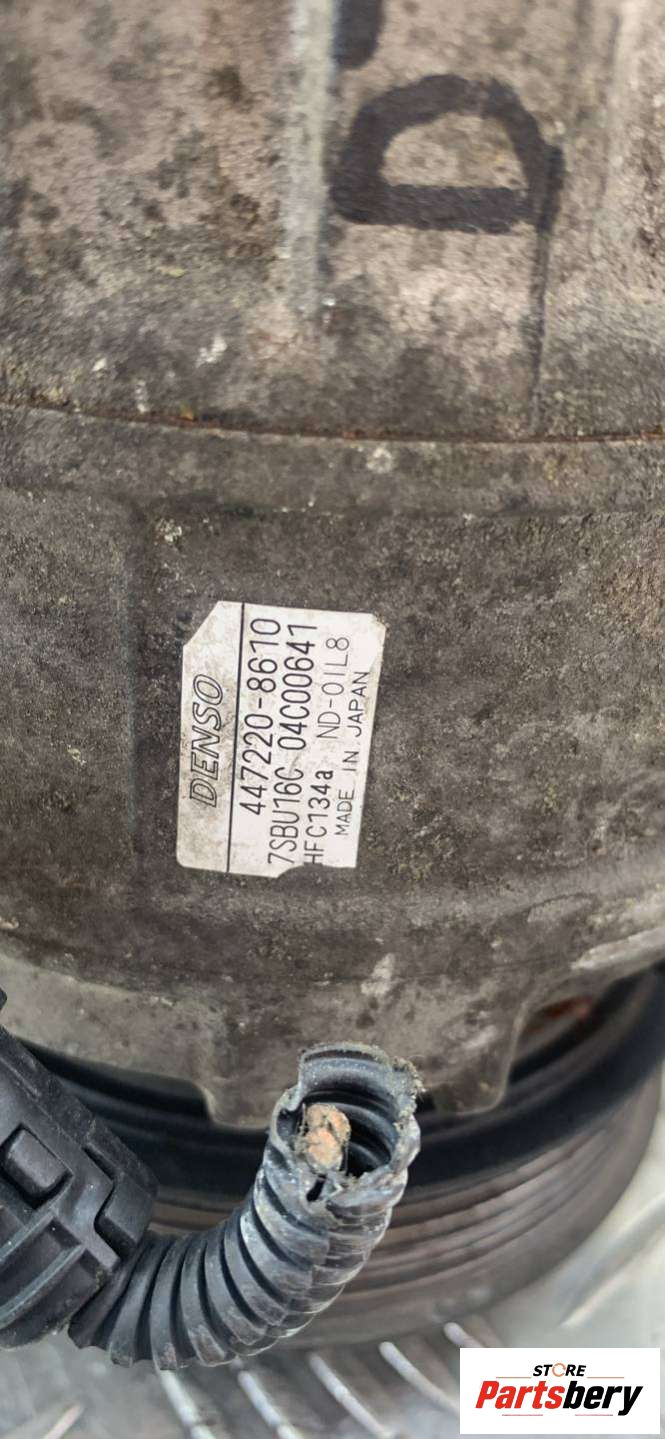 D
DENSO
447220-8610
7SBU16C 04C00641
HFC134a ND-OIL8
MADE IN JAPAN
STORE
Partsbery